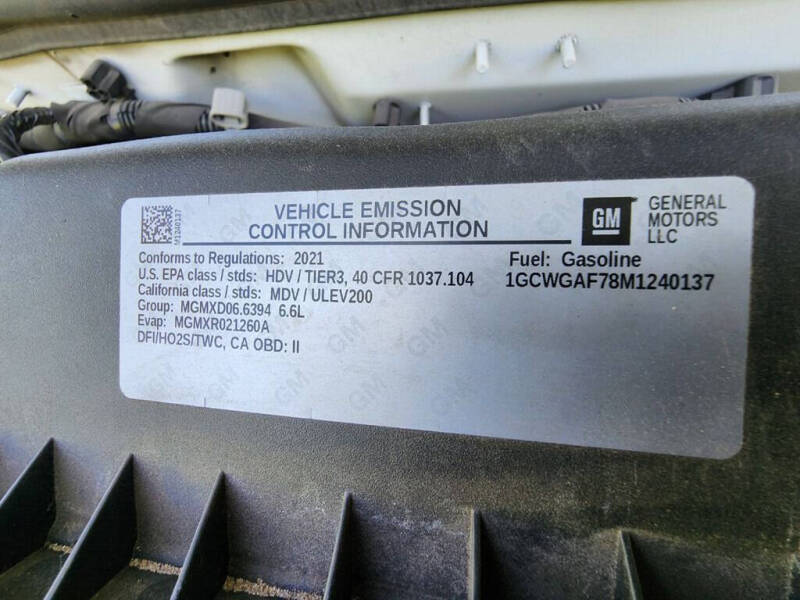 M1240137
VEHICLE EMISSION
CONTROL INFORMATION
GM
GENERAL
MOTORS
LLC
Conforms to Regulations: 2021
Fuel: Gasoline
U.S. EPA class / stds: HDV / TIER3, 40 CFR 1037.104
1GCWGAF78M1240137
California class / stds: MDV / ULEV200
Group: MGMXD06.6394 6.6L
Evap: MGMXR021260A
DFI/HO2S/TWC, CA OBD: II